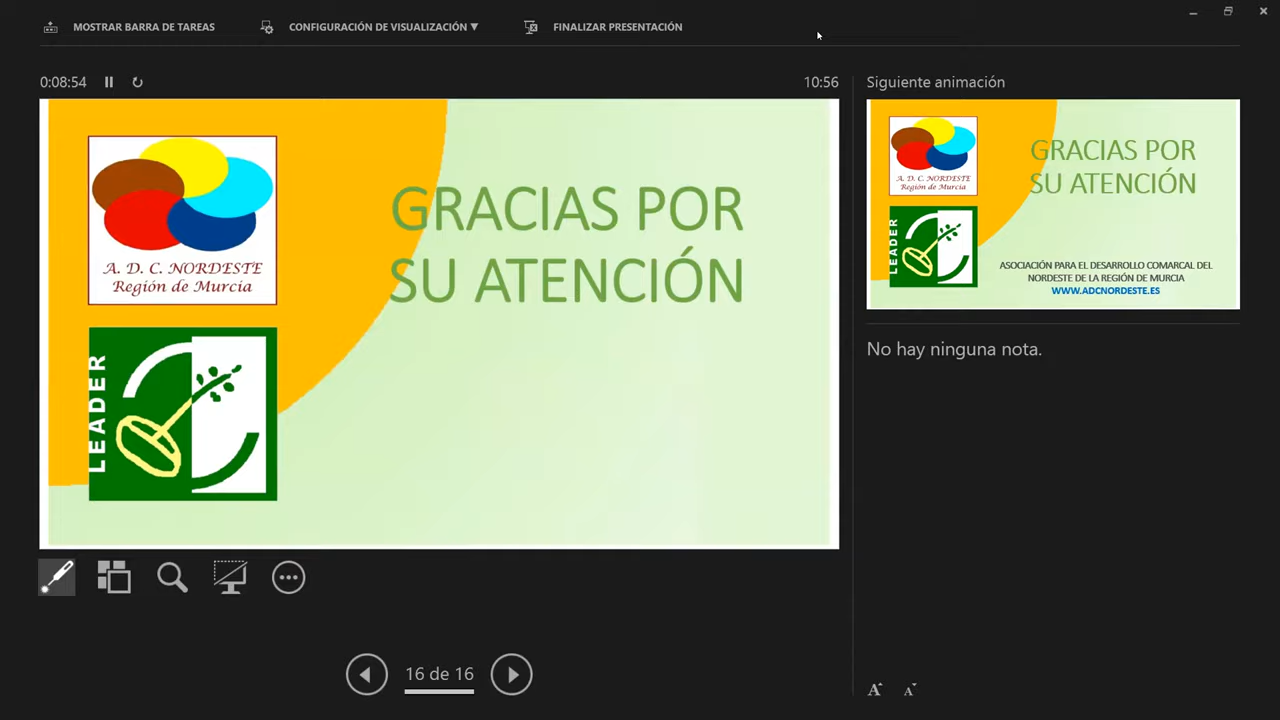 MOSTRAR BARRA DE TAREAS
CONFIGURACIÓN DE VISUALIZACIÓN ▼
FINALIZAR PRESENTACIÓN
0:08:54
10:56
A. D. C. NORDESTE
Región de Murcia
LEADER
GRACIAS POR
SU ATENCIÓN
16 de 16
Siguiente animación
A. D. C. NORDESTE
Región de Murcia
LEADER
GRACIAS POR
SU ATENCIÓN
ASOCIACIÓN PARA EL DESARROLLO COMARCAL DEL
NORDESTE DE LA REGIÓN DE MURCIA
WWW.ADCNORDESTE.ES
No hay ninguna nota.
A A